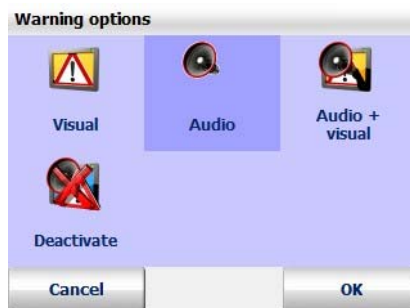 Warning options
Visual
Audio
Audio +
visual
Deactivate
Cancel
OK